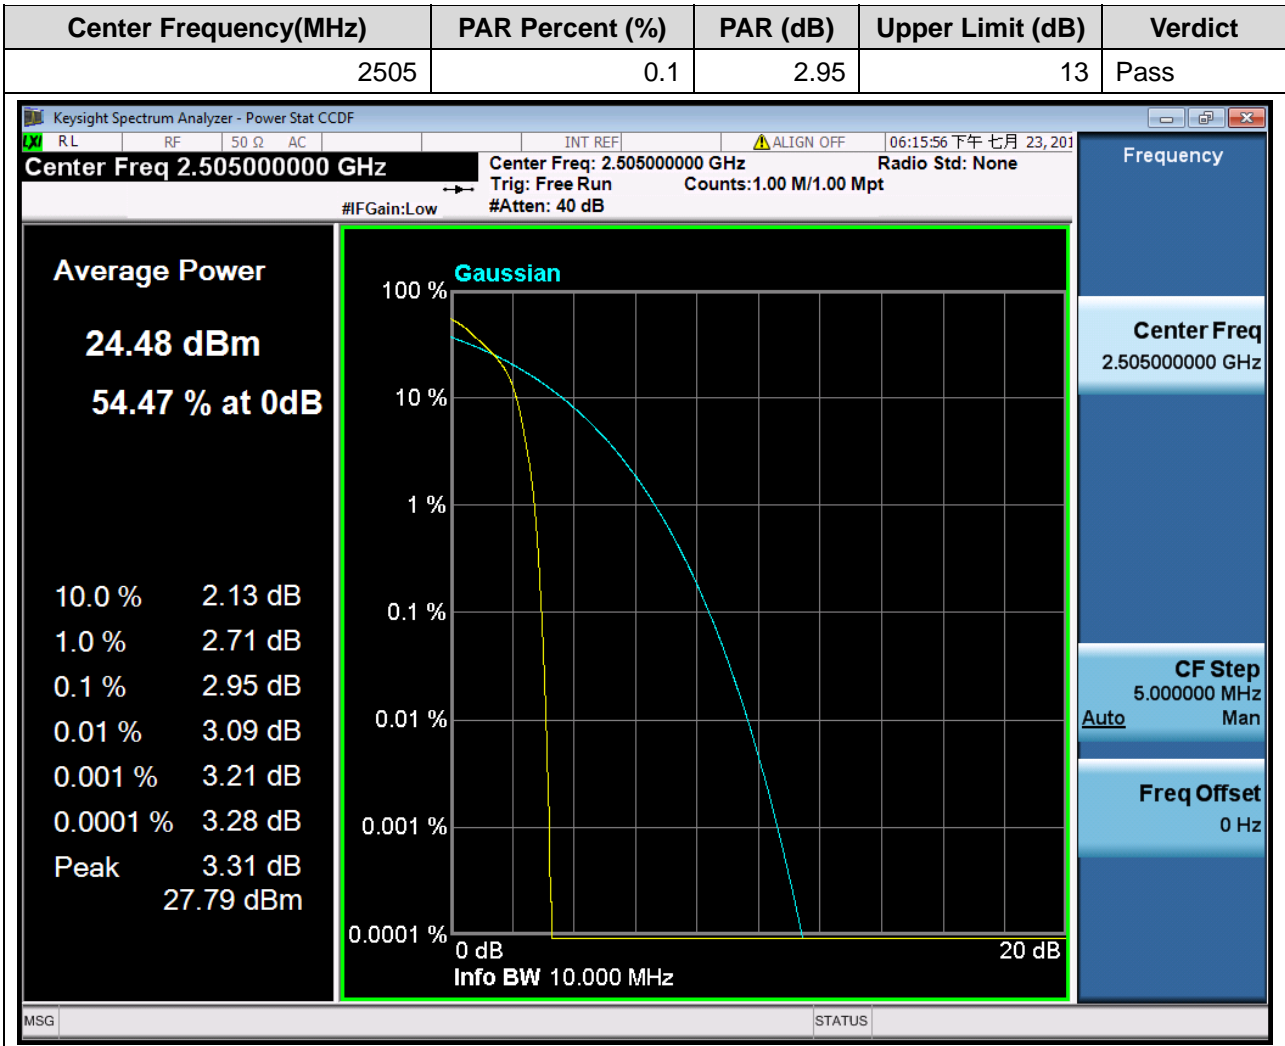 Center Frequency(MHz) PAR Percent (%) PAR (dB) Upper Limit (dB) Verdict
2505 0.1 2.95 13 Pass
Keysight Spectrum Analyzer - Power Stat CCDF
LXI RL RF 50 Ω AC INT REF ALIGN OFF 06:15:56 下午 七月 23, 201
Center Freq 2.505000000 GHz
#IFGain:Low
Center Freq: 2.505000000 GHz
Trig: Free Run Counts:1.00 M/1.00 Mpt
#Atten: 40 dB
Radio Std: None
Average Power
24.48 dBm
54.47 % at 0dB
10.0 % 2.13 dB
1.0 % 2.71 dB
0.1 % 2.95 dB
0.01 % 3.09 dB
0.001 % 3.21 dB
0.0001 % 3.28 dB
Peak 3.31 dB
27.79 dBm
Gaussian
100 %
10 %
1 %
0.1 %
0.01 %
0.001 %
0.0001 %
0 dB 20 dB
Info BW 10.000 MHz
Frequency
Center Freq
2.505000000 GHz
CF Step
5.000000 MHz
Auto Man
Freq Offset
0 Hz
MSG STATUS